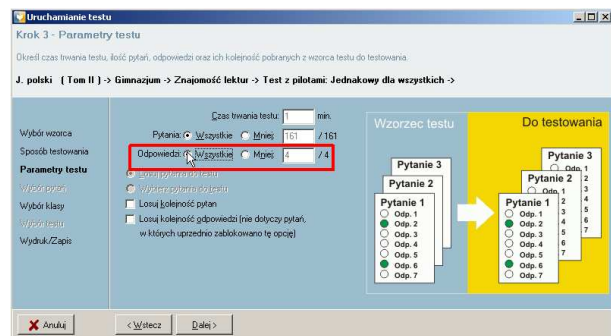 Uruchamianie testu
Krok 3 - Parametry testu
Określ czas trwania testu, ilość pytań, odpowiedzi oraz ich kolejność pobranych z wzorca testu do testowania.
J. polski ( Tom II ) -> Gimnazjum -> Znajomość lektur -> Test z pilotami: Jednakowy dla wszystkich ->
Wybór wzorca
Sposób testowania
Parametry testu
Wybór pytań
Wybór klasy
Wybór testu
Wydruk/Zapis
Czas trwania testu: 1 min.
Pytania: Wszystkie Mniej: 161 / 161
Odpowiedzi: Wszystkie Mniej: 4 / 4
Losuj pytania do testu
Wybierz pytania do testu
Losuj kolejność pytań
Losuj kolejność odpowiedzi (nie dotyczy pytań,
w których uprzednio zablokowano tę opcję)
Wzorzec testu
Pytanie 3
Pytanie 2
Pytanie 1
Odp. 1
Odp. 2
Odp. 3
Odp. 4
Odp. 5
Odp. 6
Odp. 7
Do testowania
Pytanie 3
Pytanie 2
Odp. 1
Pytanie 1
Odp. 1
Odp. 2
Odp. 3
Odp. 4
Odp. 5
Odp. 6
Odp. 7
Anuluj
< Wstecz
Dalej >